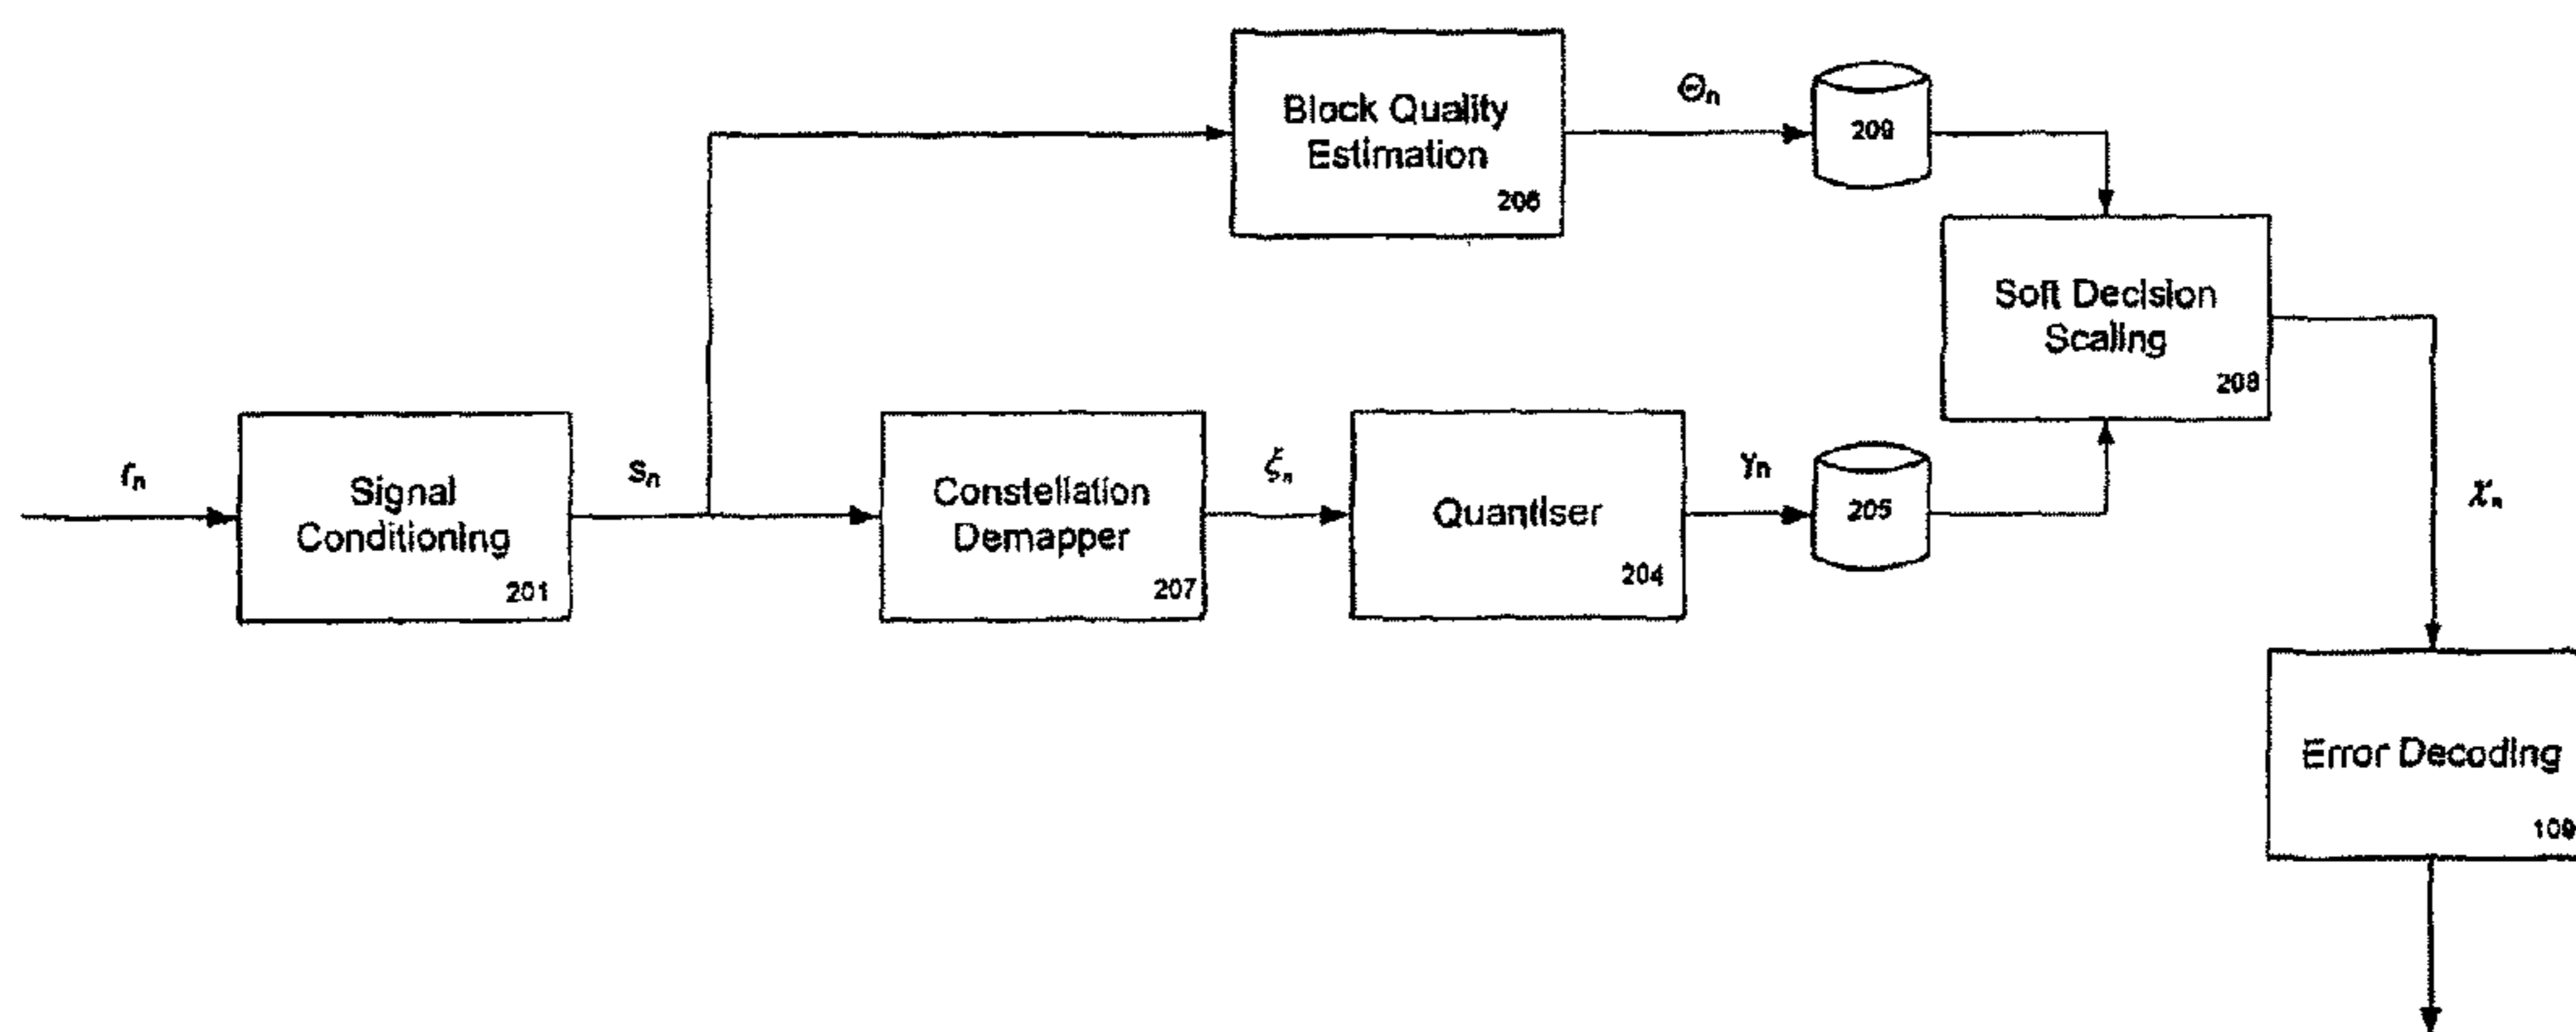 Block Quality
Estimation
206
Θn
209
Soft Decision
Scaling
208
rn
Signal
Conditioning
201
sn
Constellation
Demapper
207
ξn
Quantiser
204
γn
205
χn
Error Decoding
109